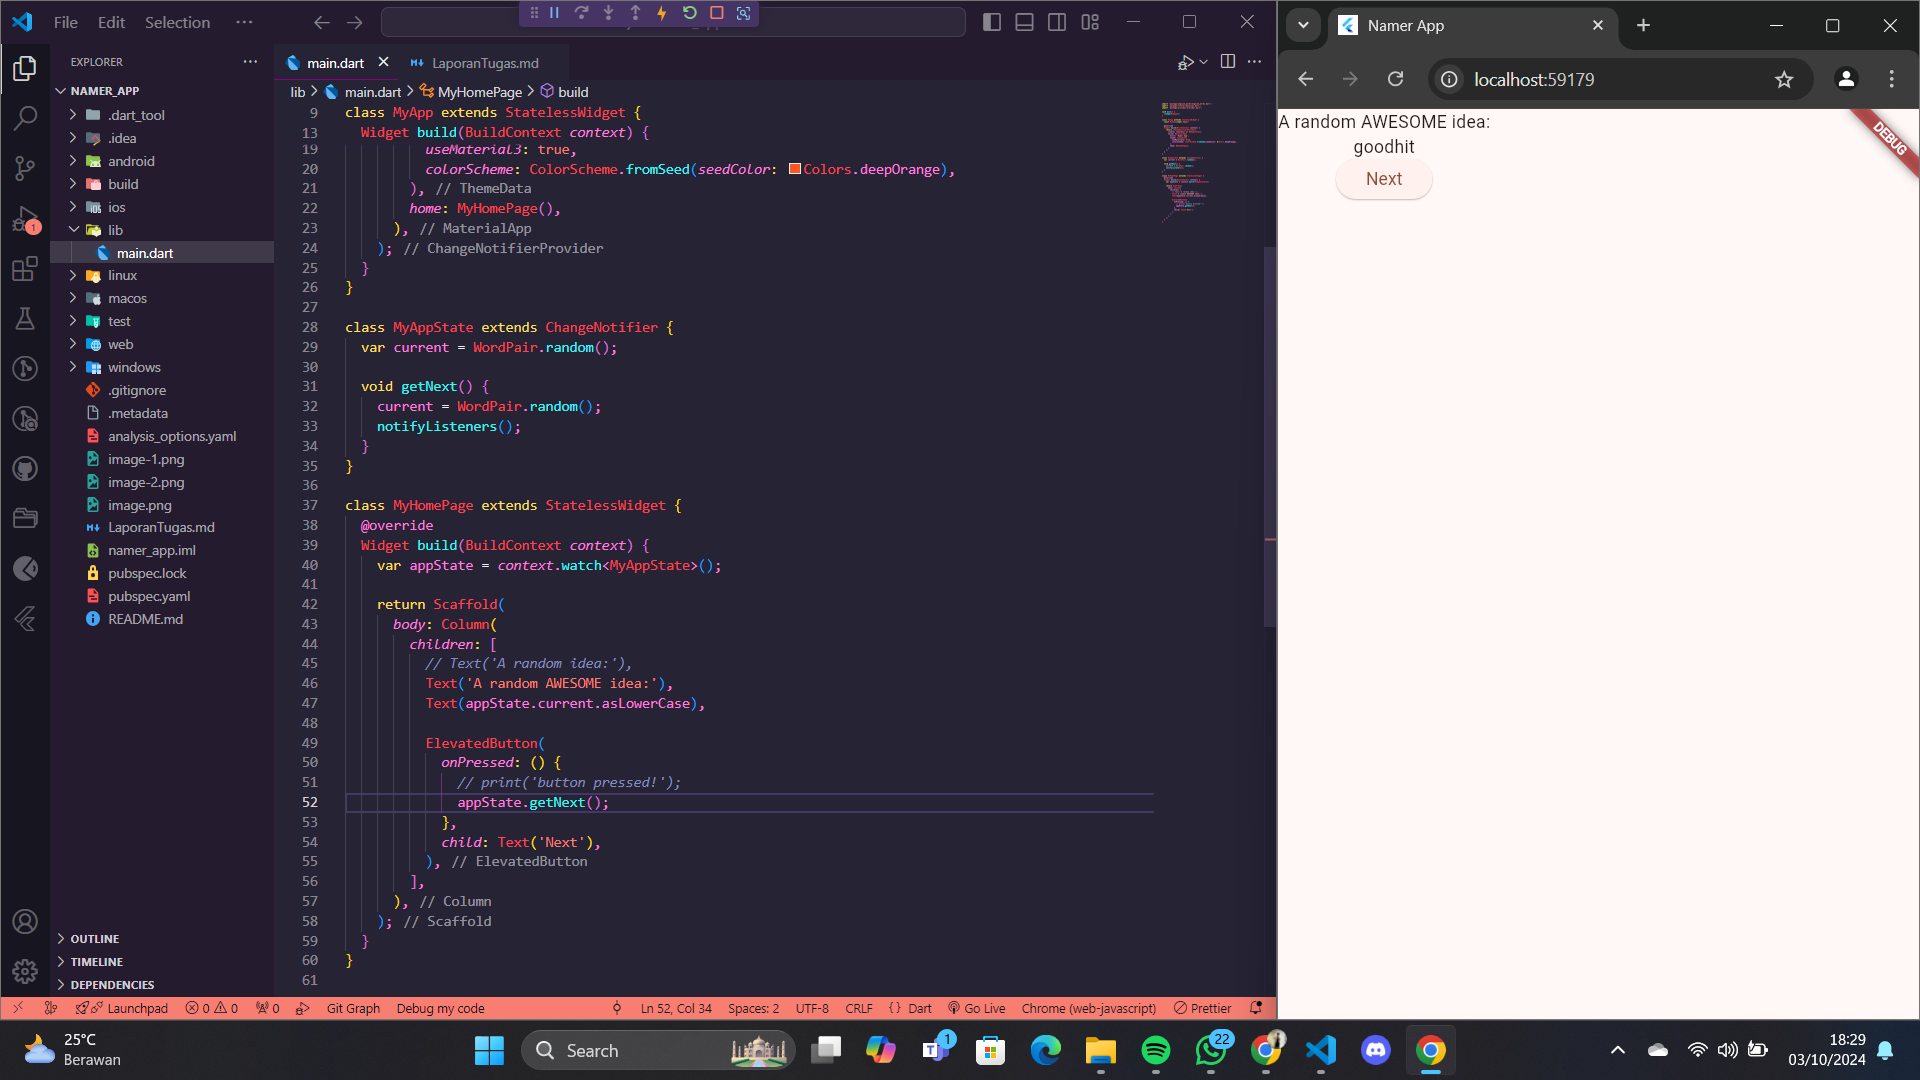 File Edit Selection ···
EXPLORER ···
NAMER_APP
.dart_tool
.idea
android
build
ios
lib
main.dart
linux
macos
test
web
windows
.gitignore
.metadata
analysis_options.yaml
image-1.png
image-2.png
image.png
LaporanTugas.md
namer_app.iml
pubspec.lock
pubspec.yaml
README.md
OUTLINE
TIMELINE
DEPENDENCIES
1
main.dart
LaporanTugas.md
lib > main.dart > MyHomePage > build
9 class MyApp extends StatelessWidget {
13 Widget build(BuildContext context) {
19 useMaterial3: true,
20 colorScheme: ColorScheme.fromSeed(seedColor: Colors.deepOrange),
21 ), // ThemeData
22 home: MyHomePage(),
23 ), // MaterialApp
24 ); // ChangeNotifierProvider
25 }
26 }
27
28 class MyAppState extends ChangeNotifier {
29 var current = WordPair.random();
30
31 void getNext() {
32 current = WordPair.random();
33 notifyListeners();
34 }
35 }
36
37 class MyHomePage extends StatelessWidget {
38 @override
39 Widget build(BuildContext context) {
40 var appState = context.watch<MyAppState>();
41
42 return Scaffold(
43 body: Column(
44 children: [
45 // Text('A random idea:'),
46 Text('A random AWESOME idea:'),
47 Text(appState.current.asLowerCase),
48
49 ElevatedButton(
50 onPressed: () {
51 // print('button pressed!');
52 appState.getNext();
53 },
54 child: Text('Next'),
55 ), // ElevatedButton
56 ],
57 ), // Column
58 ); // Scaffold
59 }
60 }
61
Launchpad 0 0 0 Git Graph Debug my code Ln 52, Col 34 Spaces: 2 UTF-8 CRLF { } Dart Go Live Chrome (web-javascript) Prettier
Namer App
localhost:59179
A random AWESOME idea:
goodhit
Next
DEBUG
25°C
Berawan
Search
1
22
18:29
03/10/2024